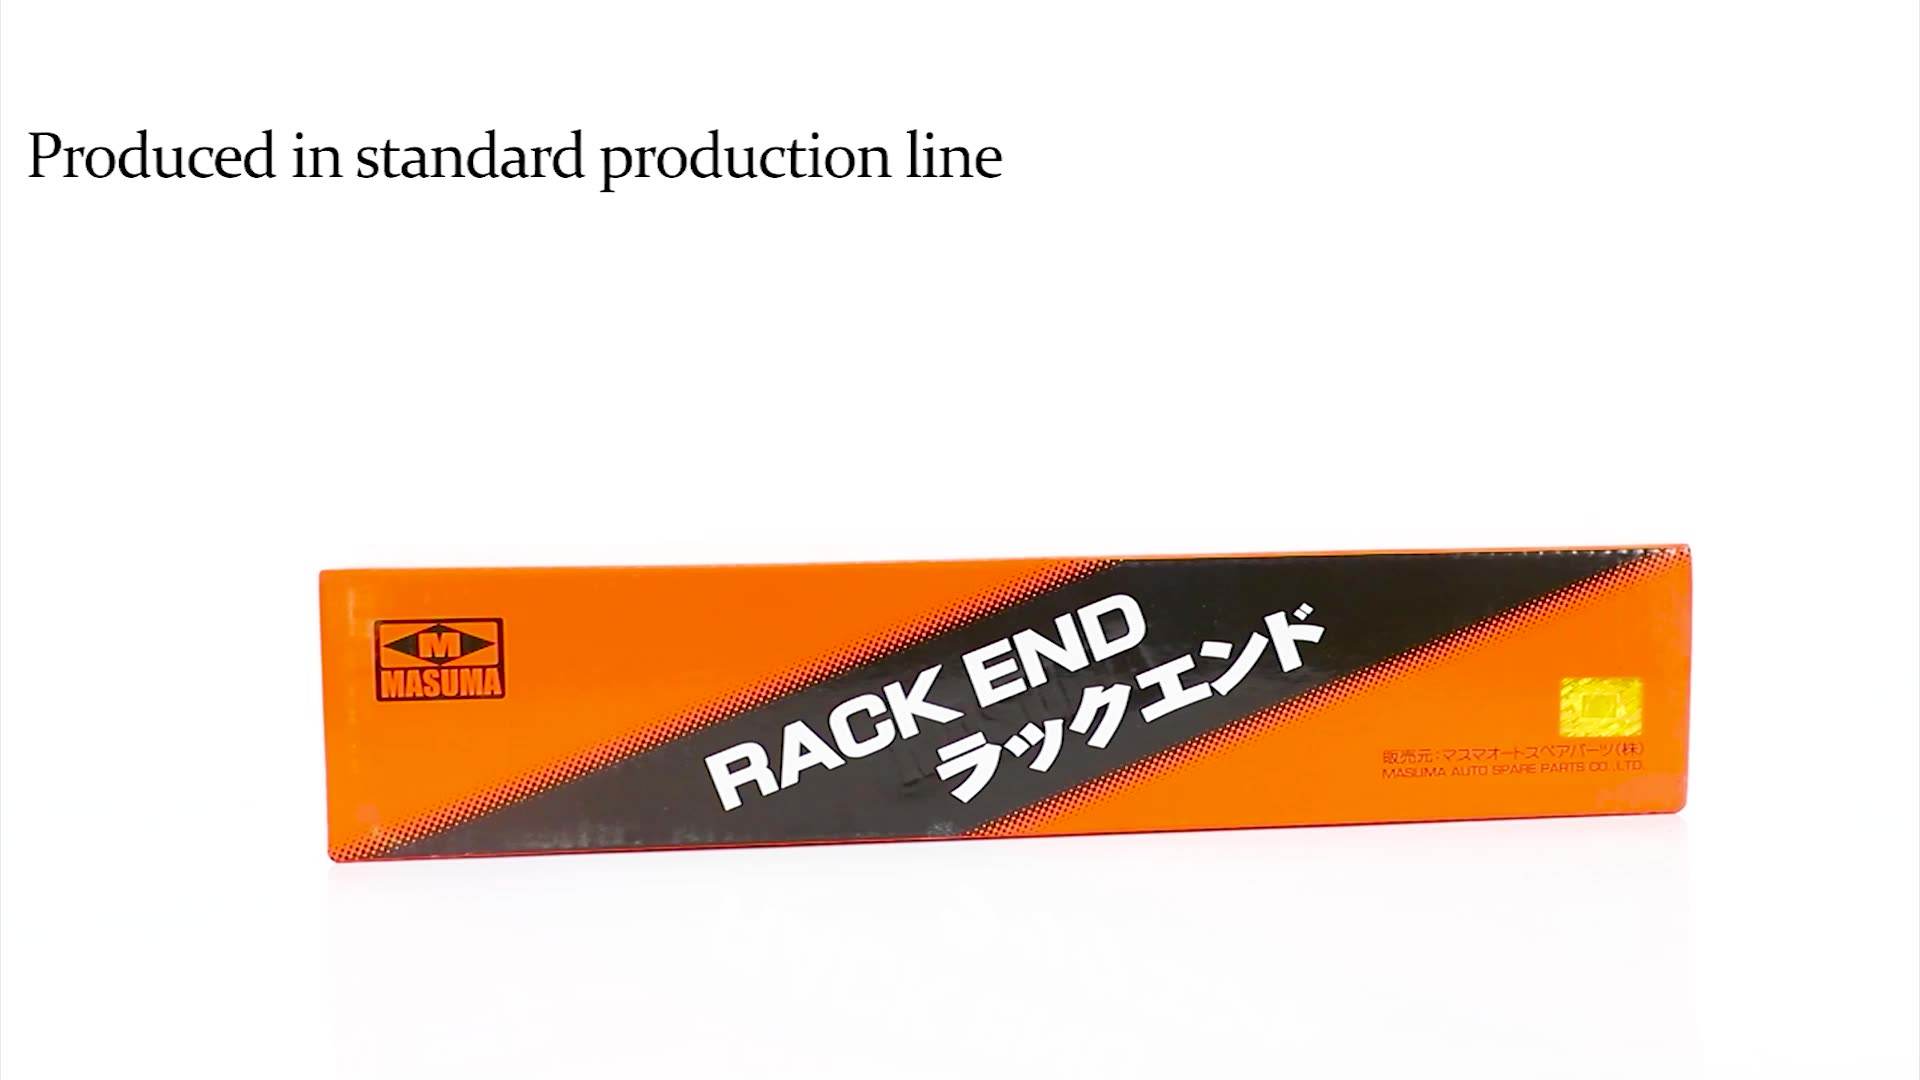 Produced in standard production line
M
MASUMA
RACK END
ラックエンド
販売元:マスマオートスペアパーツ(株)
MASUMA AUTO SPARE PARTS CO.,LTD.